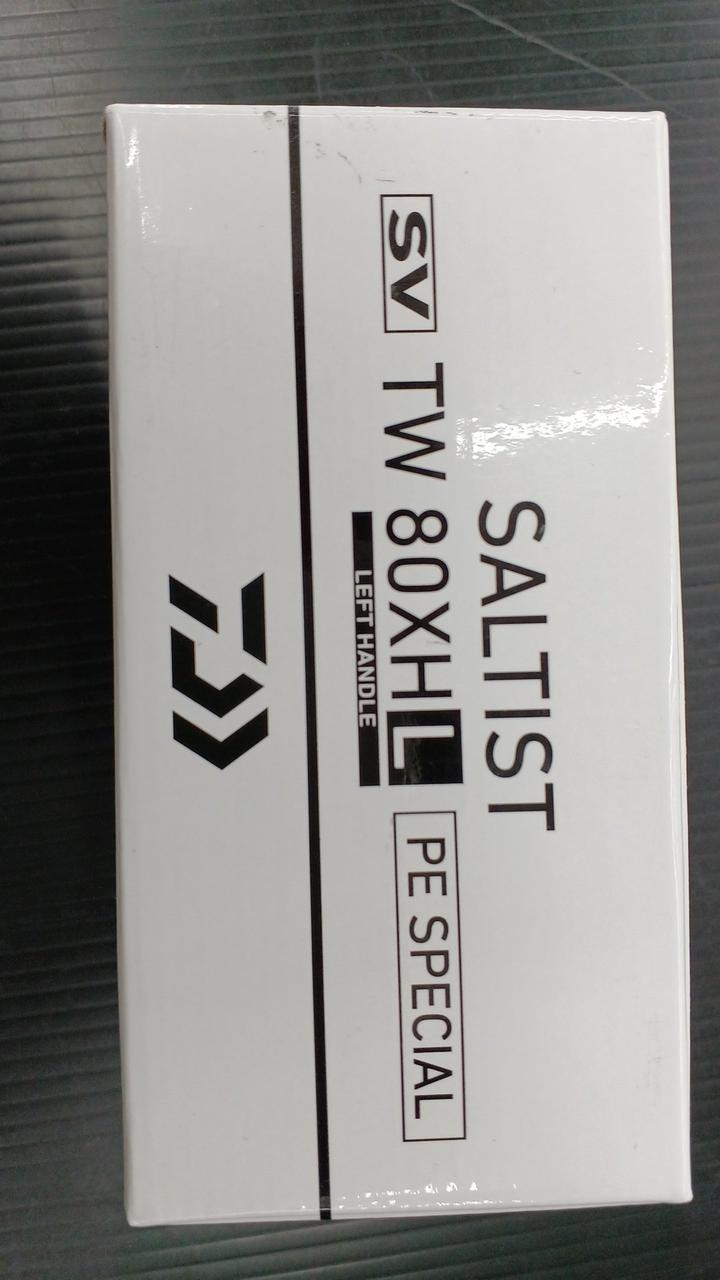 SALTIST
SV TW 80XHL PE SPECIAL
LEFT HANDLE